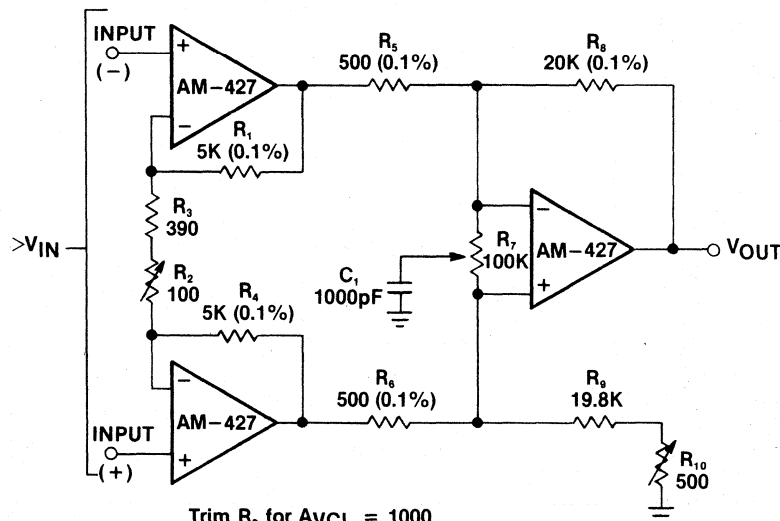 INPUT
(−)
+
AM−427
−
R₁
5K (0.1%)
R₅
500 (0.1%)
R₈
20K (0.1%)
R₃
390
>VIN
R₂
100
R₄
5K (0.1%)
C₁
1000pF
R₇
100K
−
AM−427
+
VOUT
−
AM−427
+
INPUT
(+)
R₆
500 (0.1%)
R₉
19.8K
R₁₀
500
Trim R₂ for AVCL = 1000